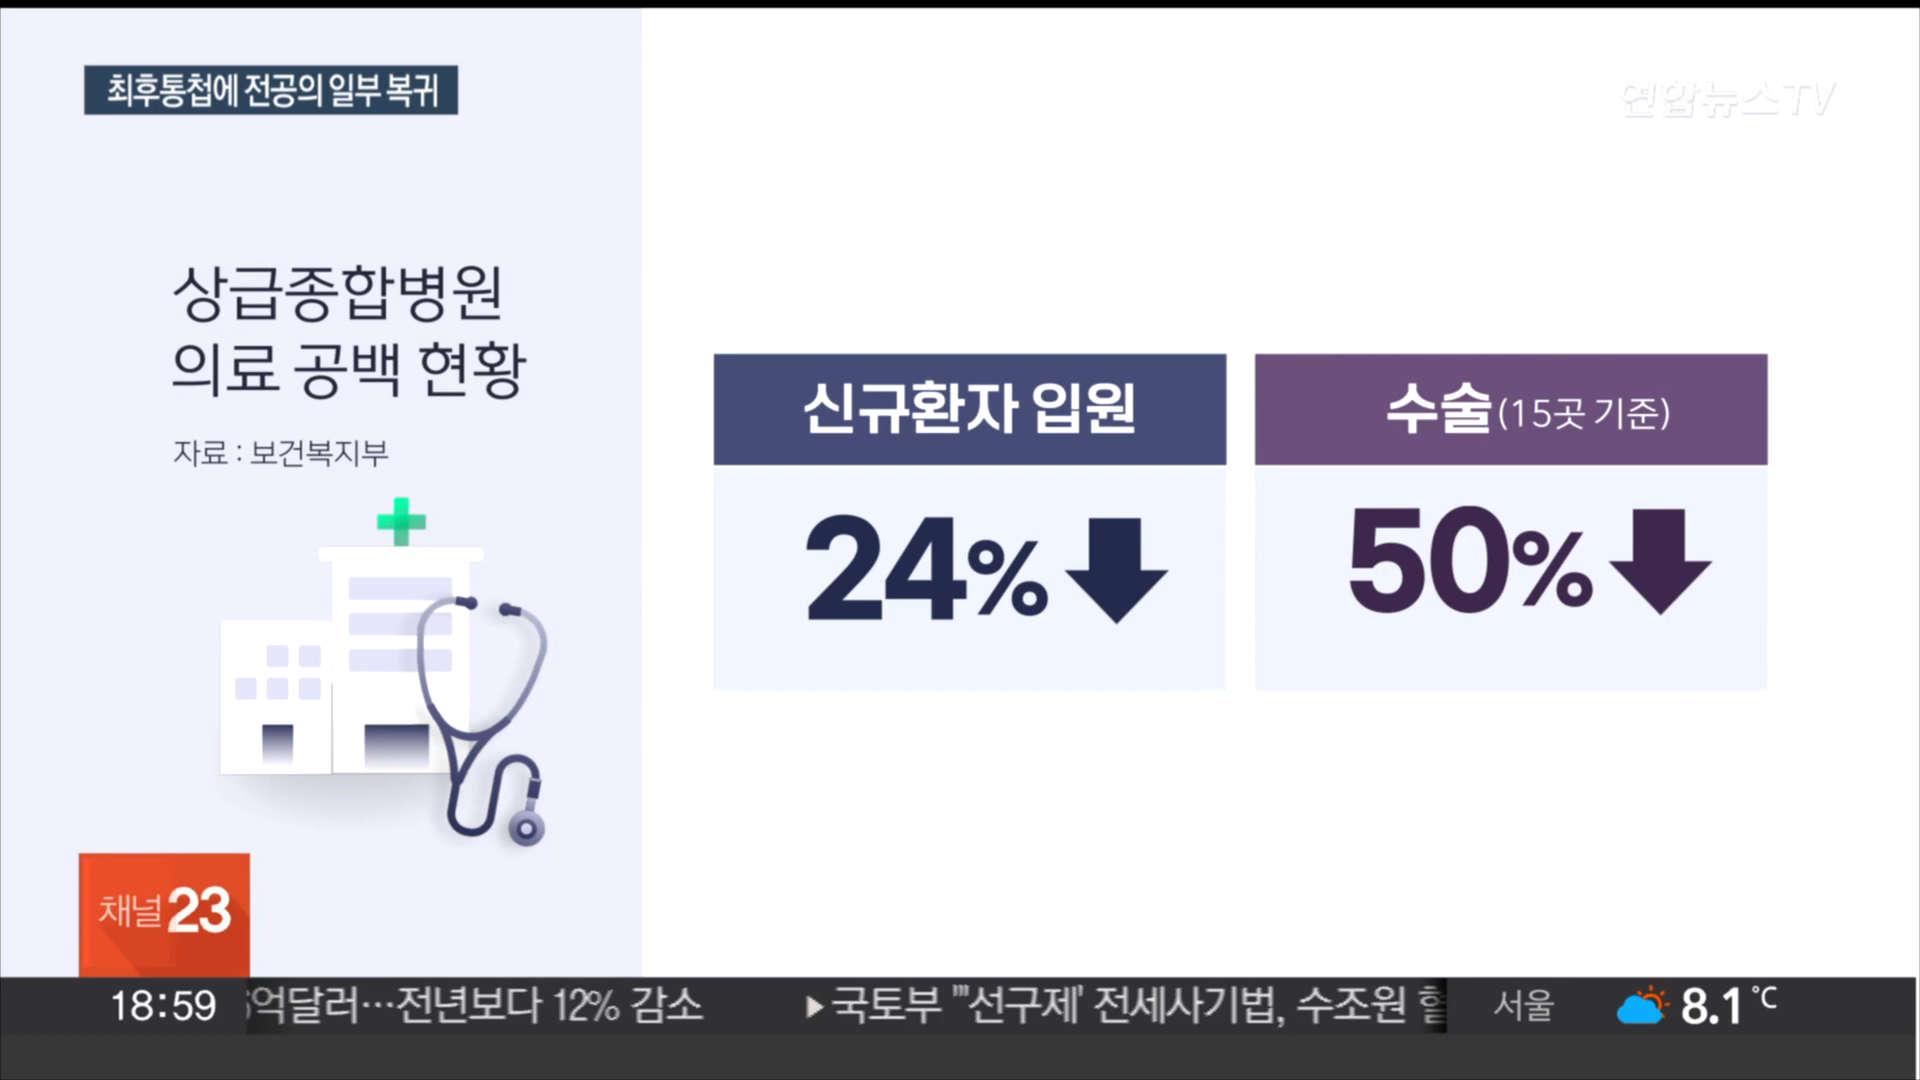 최후통첩에 전공의 일부 복귀
연합뉴스TV
상급종합병원
의료 공백 현황
자료 : 보건복지부
신규환자 입원
24%
수술(15곳 기준)
50%
채널23
18:59
억달러…전년보다 12% 감소
▶국토부 "'선구제' 전세사기법, 수조원
서울
8.1℃